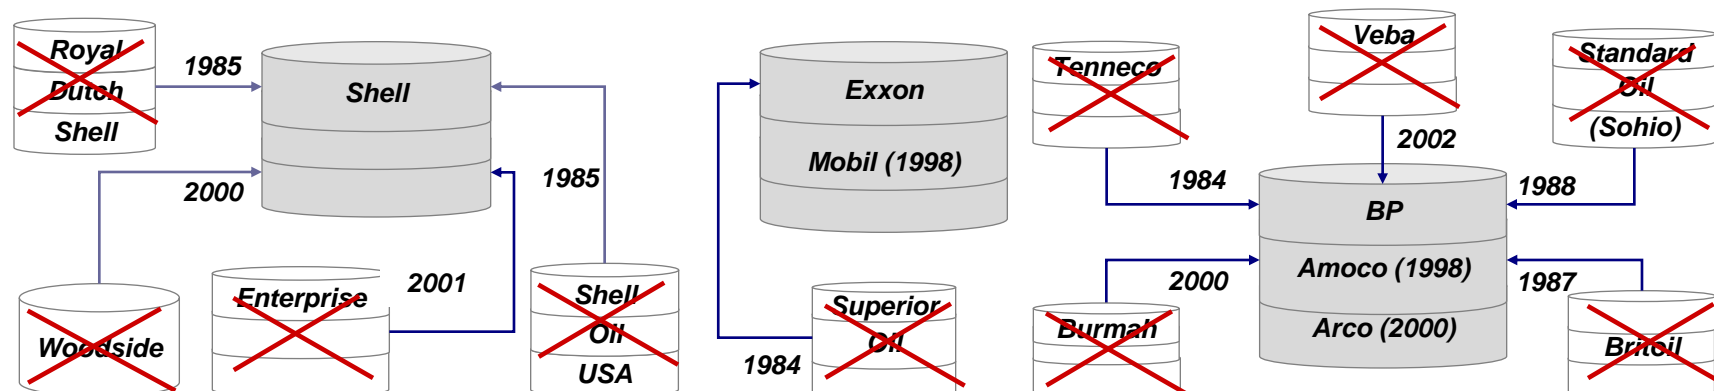 Royal
Dutch
Shell
1985
Shell
2000
1985
Woodside
Enterprise
2001
Shell
Oil
USA
Exxon
Mobil (1998)
Superior
Oil
1984
Tenneco
Veba
Standard
Oil
(Sohio)
2002
1984
1988
BP
Amoco (1998)
Arco (2000)
2000
1987
Burmah
Britoil